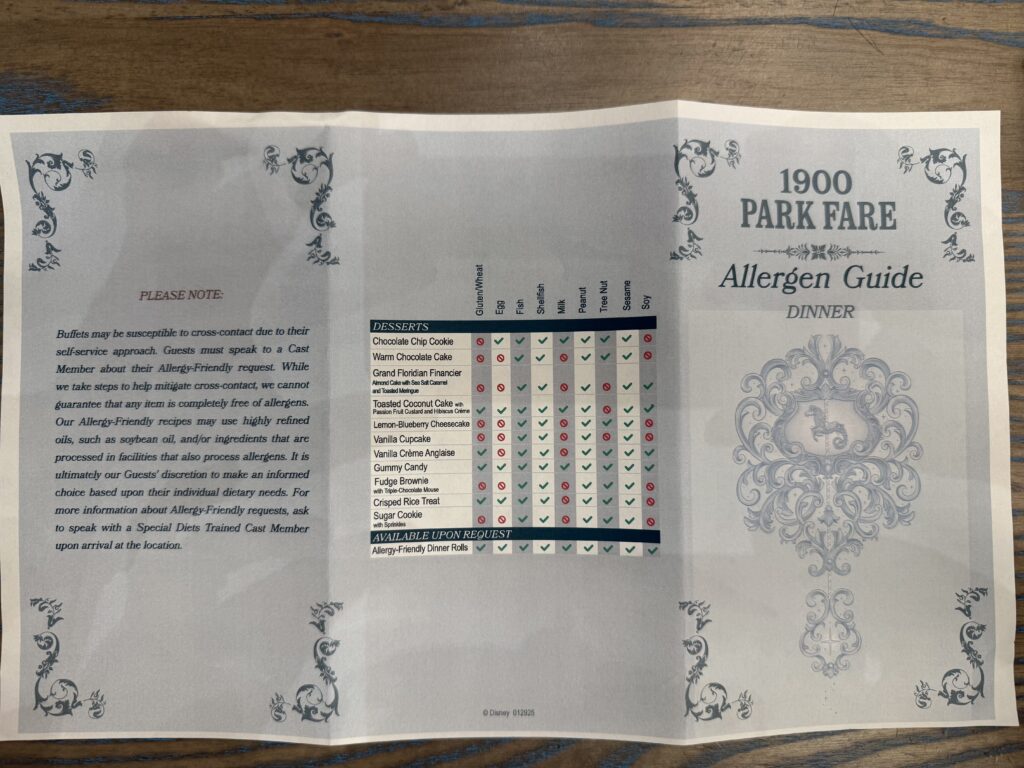 PLEASE NOTE:
Buffets may be susceptible to cross-contact due to their
self-service approach. Guests must speak to a Cast
Member about their Allergy-Friendly request. While
we take steps to help mitigate cross-contact, we cannot
guarantee that any item is completely free of allergens.
Our Allergy-Friendly recipes may use highly refined
oils, such as soybean oil, and/or ingredients that are
processed in facilities that also process allergens. It is
ultimately our Guests' discretion to make an informed
choice based upon their individual dietary needs. For
more information about Allergy-Friendly requests, ask
to speak with a Special Diets Trained Cast Member
upon arrival at the location.
Gluten/Wheat Egg Fish Shellfish Milk Peanut Tree Nut Sesame Soy
DESSERTS
Chocolate Chip Cookie
Warm Chocolate Cake
Grand Floridian Financier
Almond Cake with Sea Salt Caramel
and Toasted Meringue
Toasted Coconut Cake with
Passion Fruit Custard and Hibiscus Crème
Lemon-Blueberry Cheesecake
Vanilla Cupcake
Vanilla Crème Anglaise
Gummy Candy
Fudge Brownie
with Triple-Chocolate Mouse
Crisped Rice Treat
Sugar Cookie
with Sprinkles
AVAILABLE UPON REQUEST
Allergy-Friendly Dinner Rolls
© Disney 012925
1900
PARK FARE
Allergen Guide
DINNER